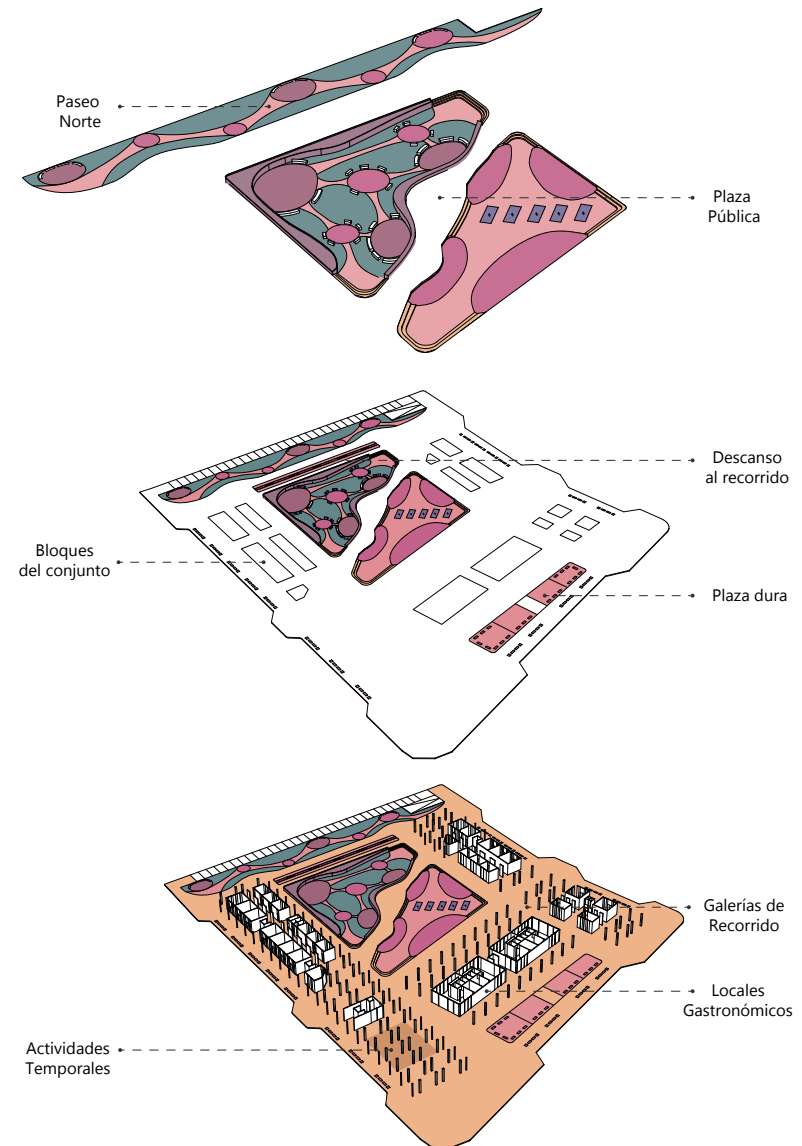 Paseo
Norte
Plaza
Pública
Descanso
al recorrido
Bloques
del conjunto
Plaza dura
Galerías de
Recorrido
Locales
Gastronómicos
Actividades
Temporales